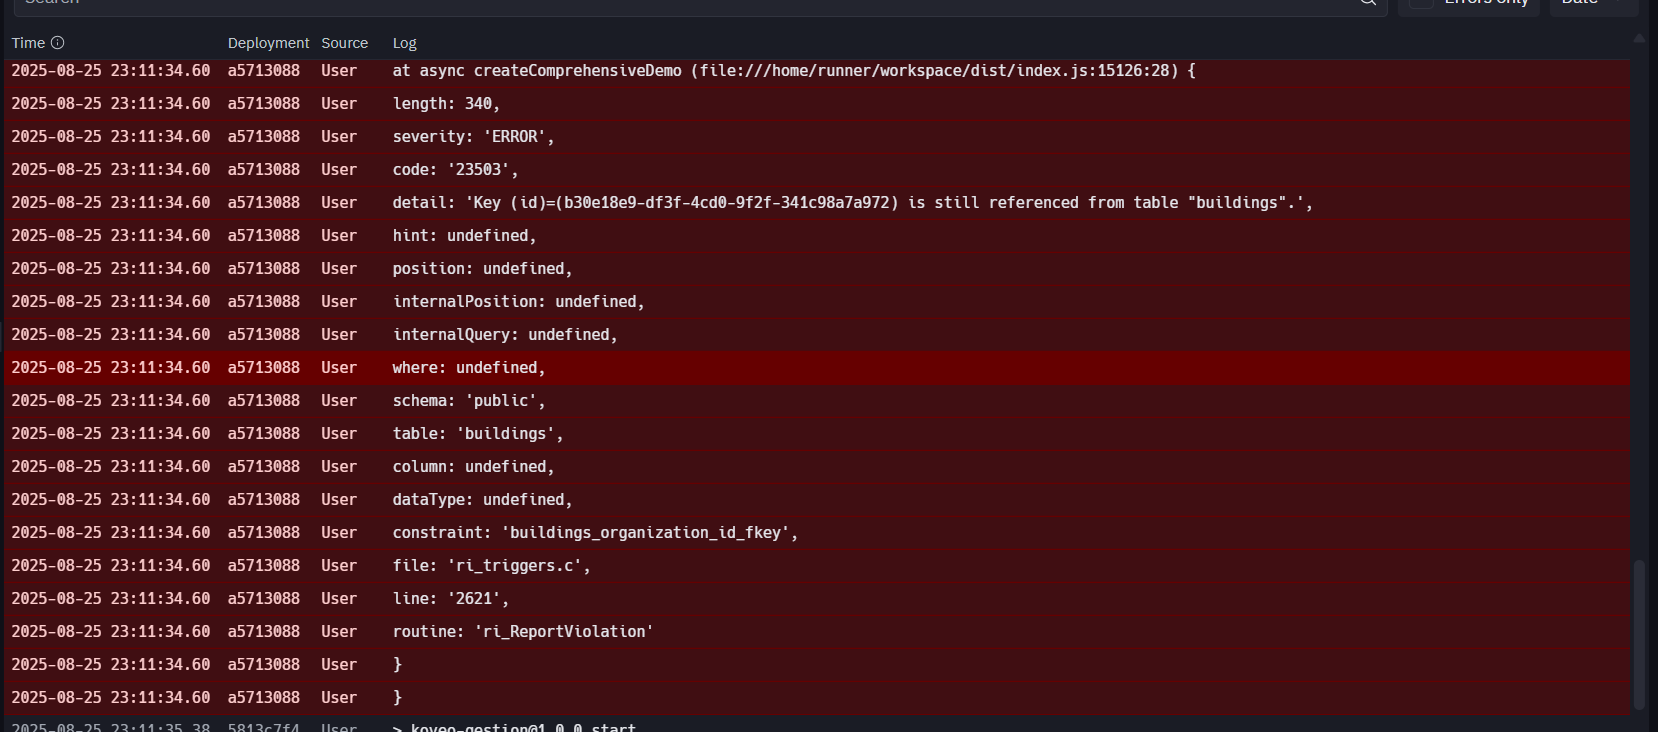 Search Errors only Date
Time Deployment Source Log
2025-08-25 23:11:34.60 a5713088 User at async createComprehensiveDemo (file:///home/runner/workspace/dist/index.js:15126:28) {
2025-08-25 23:11:34.60 a5713088 User length: 340,
2025-08-25 23:11:34.60 a5713088 User severity: 'ERROR',
2025-08-25 23:11:34.60 a5713088 User code: '23503',
2025-08-25 23:11:34.60 a5713088 User detail: 'Key (id)=(b30e18e9-df3f-4cd0-9f2f-341c98a7a972) is still referenced from table "buildings".',
2025-08-25 23:11:34.60 a5713088 User hint: undefined,
2025-08-25 23:11:34.60 a5713088 User position: undefined,
2025-08-25 23:11:34.60 a5713088 User internalPosition: undefined,
2025-08-25 23:11:34.60 a5713088 User internalQuery: undefined,
2025-08-25 23:11:34.60 a5713088 User where: undefined,
2025-08-25 23:11:34.60 a5713088 User schema: 'public',
2025-08-25 23:11:34.60 a5713088 User table: 'buildings',
2025-08-25 23:11:34.60 a5713088 User column: undefined,
2025-08-25 23:11:34.60 a5713088 User dataType: undefined,
2025-08-25 23:11:34.60 a5713088 User constraint: 'buildings_organization_id_fkey',
2025-08-25 23:11:34.60 a5713088 User file: 'ri_triggers.c',
2025-08-25 23:11:34.60 a5713088 User line: '2621',
2025-08-25 23:11:34.60 a5713088 User routine: 'ri_ReportViolation'
2025-08-25 23:11:34.60 a5713088 User }
2025-08-25 23:11:34.60 a5713088 User }
2025-08-25 23:11:35.38 5813c7f4 User > koveo-gestion@1.0.0 start